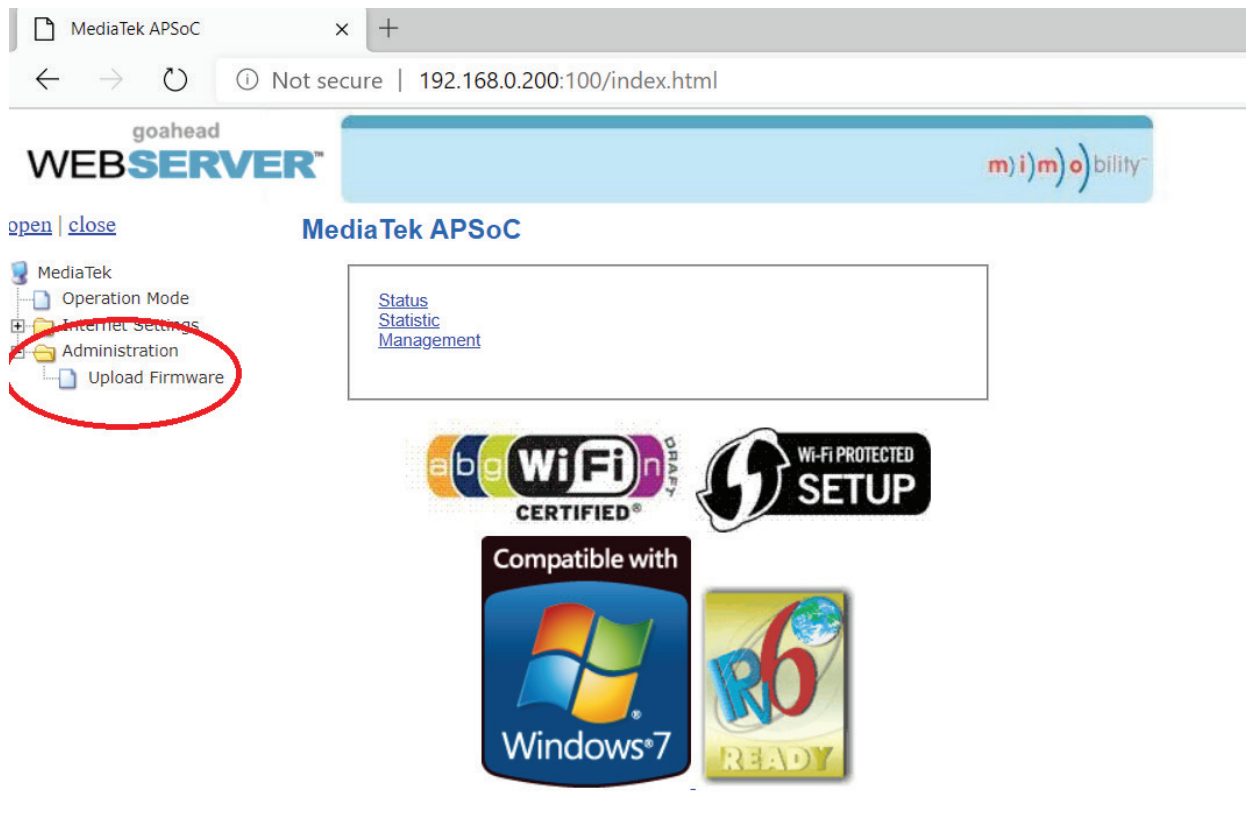 MediaTek APSoC
Not secure | 192.168.0.200:100/index.html
goahead
WEBSERVER™
m)i)m)o)bility™
open | close
MediaTek APSoC
MediaTek
Operation Mode
Internet Settings
Administration
Upload Firmware
Status
Statistic
Management
abg WiFi n DRAFT
CERTIFIED®
Wi-Fi PROTECTED
SETUP
Compatible with
Windows®7
IPv6
READY